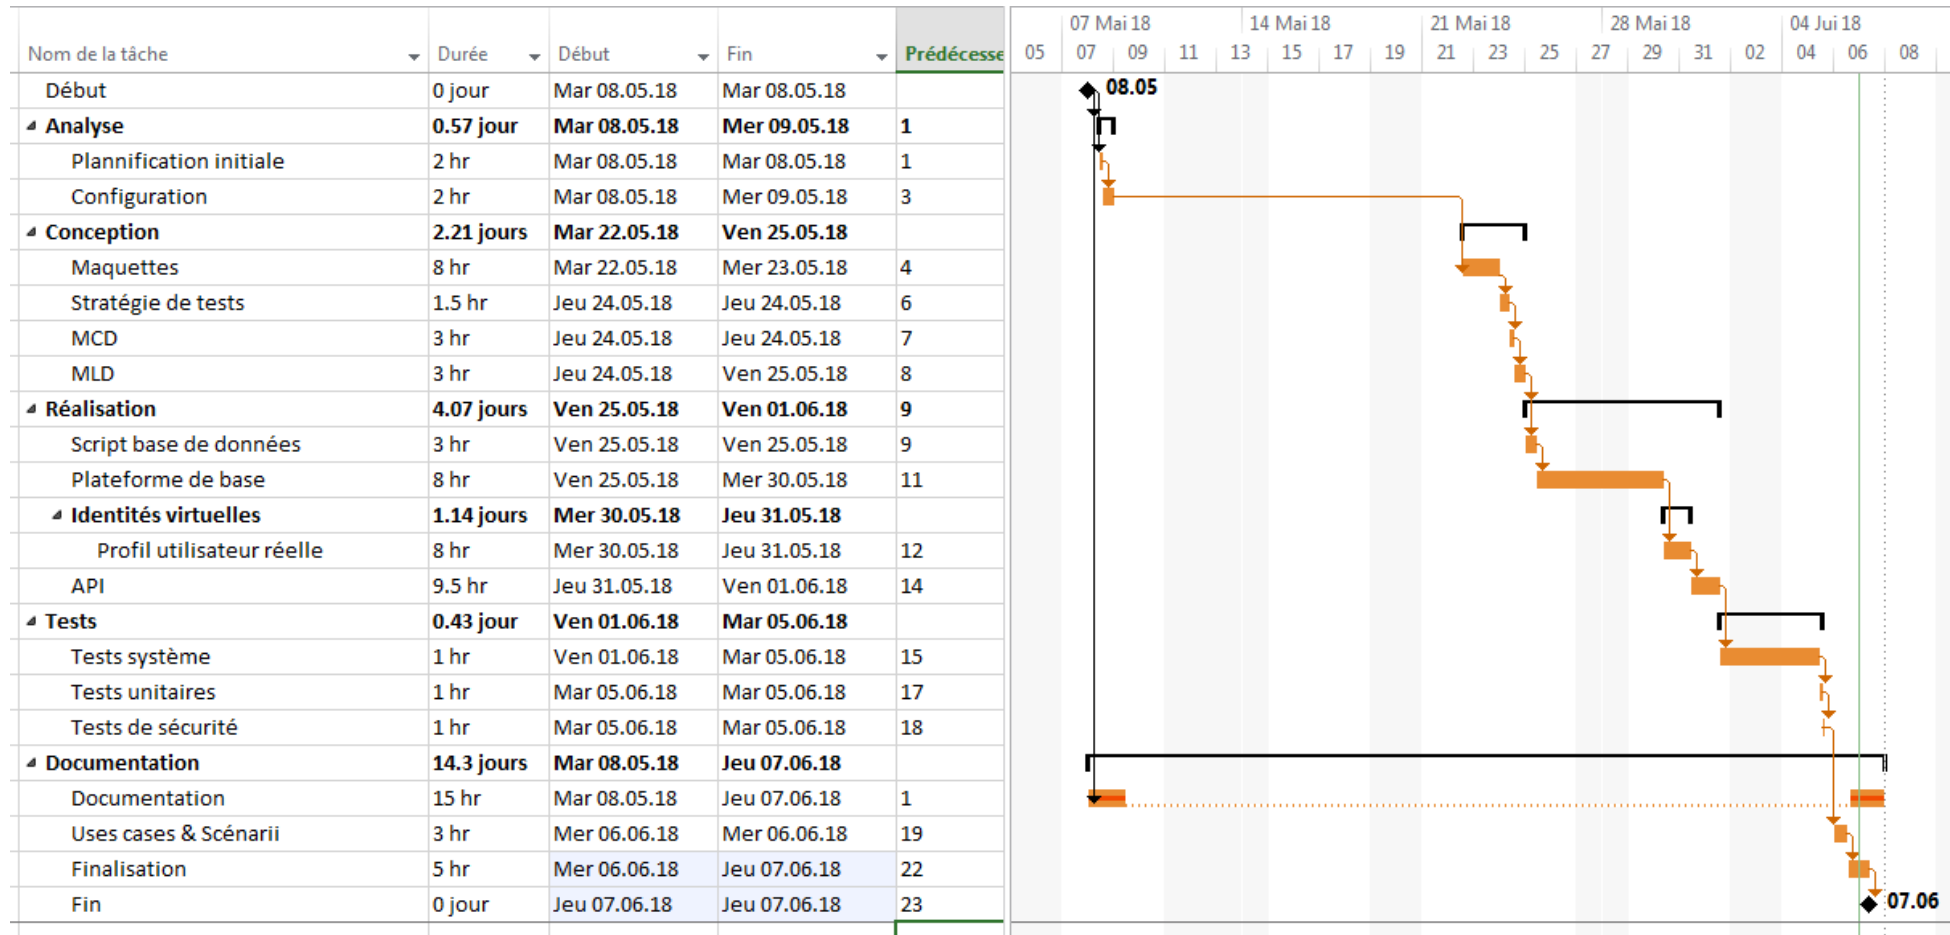 07 Mai 18 14 Mai 18 21 Mai 18 28 Mai 18 04 Jui 18
Nom de la tâche Durée Début Fin Prédécesse 05 07 09 11 13 15 17 19 21 23 25 27 29 31 02 04 06 08
Début 0 jour Mar 08.05.18 Mar 08.05.18 08.05
Analyse 0.57 jour Mar 08.05.18 Mer 09.05.18 1
Plannification initiale 2 hr Mar 08.05.18 Mar 08.05.18 1
Configuration 2 hr Mar 08.05.18 Mer 09.05.18 3
Conception 2.21 jours Mar 22.05.18 Ven 25.05.18
Maquettes 8 hr Mar 22.05.18 Mer 23.05.18 4
Stratégie de tests 1.5 hr Jeu 24.05.18 Jeu 24.05.18 6
MCD 3 hr Jeu 24.05.18 Jeu 24.05.18 7
MLD 3 hr Jeu 24.05.18 Ven 25.05.18 8
Réalisation 4.07 jours Ven 25.05.18 Ven 01.06.18 9
Script base de données 3 hr Ven 25.05.18 Ven 25.05.18 9
Plateforme de base 8 hr Ven 25.05.18 Mer 30.05.18 11
Identités virtuelles 1.14 jours Mer 30.05.18 Jeu 31.05.18
Profil utilisateur réelle 8 hr Mer 30.05.18 Jeu 31.05.18 12
API 9.5 hr Jeu 31.05.18 Ven 01.06.18 14
Tests 0.43 jour Ven 01.06.18 Mar 05.06.18
Tests système 1 hr Ven 01.06.18 Mar 05.06.18 15
Tests unitaires 1 hr Mar 05.06.18 Mar 05.06.18 17
Tests de sécurité 1 hr Mar 05.06.18 Mar 05.06.18 18
Documentation 14.3 jours Mar 08.05.18 Jeu 07.06.18
Documentation 15 hr Mar 08.05.18 Jeu 07.06.18 1
Uses cases & Scénarii 3 hr Mer 06.06.18 Mer 06.06.18 19
Finalisation 5 hr Mer 06.06.18 Jeu 07.06.18 22
Fin 0 jour Jeu 07.06.18 Jeu 07.06.18 23 07.06